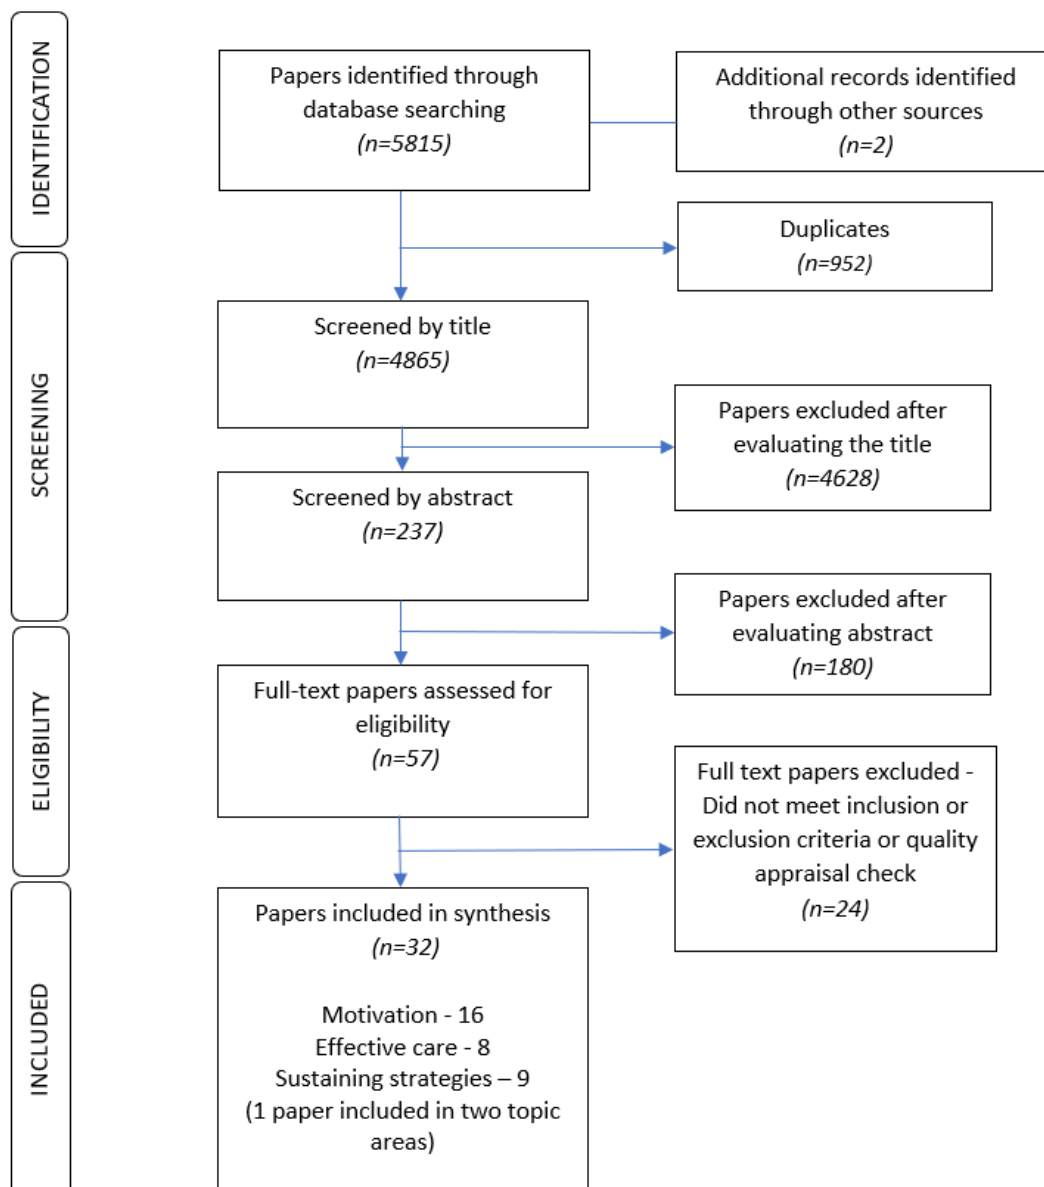 IDENTIFICATION
Papers identified through
database searching
(n=5815)
Additional records identified
through other sources
(n=2)
Duplicates
(n=952)
SCREENING
Screened by title
(n=4865)
Papers excluded after
evaluating the title
(n=4628)
Screened by abstract
(n=237)
Papers excluded after
evaluating abstract
(n=180)
ELIGIBILITY
Full-text papers assessed for
eligibility
(n=57)
Full text papers excluded -
Did not meet inclusion or
exclusion criteria or quality
appraisal check
(n=24)
INCLUDED
Papers included in synthesis
(n=32)
Motivation - 16
Effective care - 8
Sustaining strategies – 9
(1 paper included in two topic
areas)